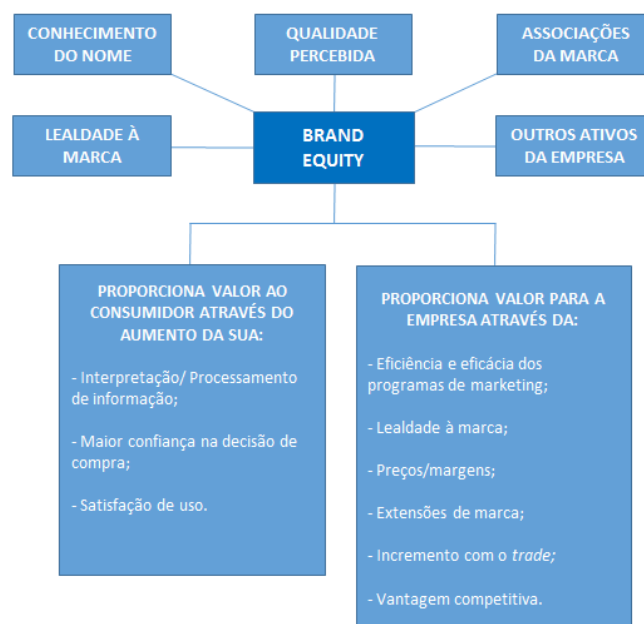 CONHECIMENTO
DO NOME
QUALIDADE
PERCEBIDA
ASSOCIAÇÕES
DA MARCA
LEALDADE À
MARCA
BRAND
EQUITY
OUTROS ATIVOS
DA EMPRESA
PROPORCIONA VALOR AO
CONSUMIDOR ATRAVÉS DO
AUMENTO DA SUA:
- Interpretação/ Processamento
de informação;
- Maior confiança na decisão de
compra;
- Satisfação de uso.
PROPORCIONA VALOR PARA A
EMPRESA ATRAVÉS DA:
- Eficiência e eficácia dos
programas de marketing;
- Lealdade à marca;
- Preços/margens;
- Extensões de marca;
- Incremento com o trade;
- Vantagem competitiva.